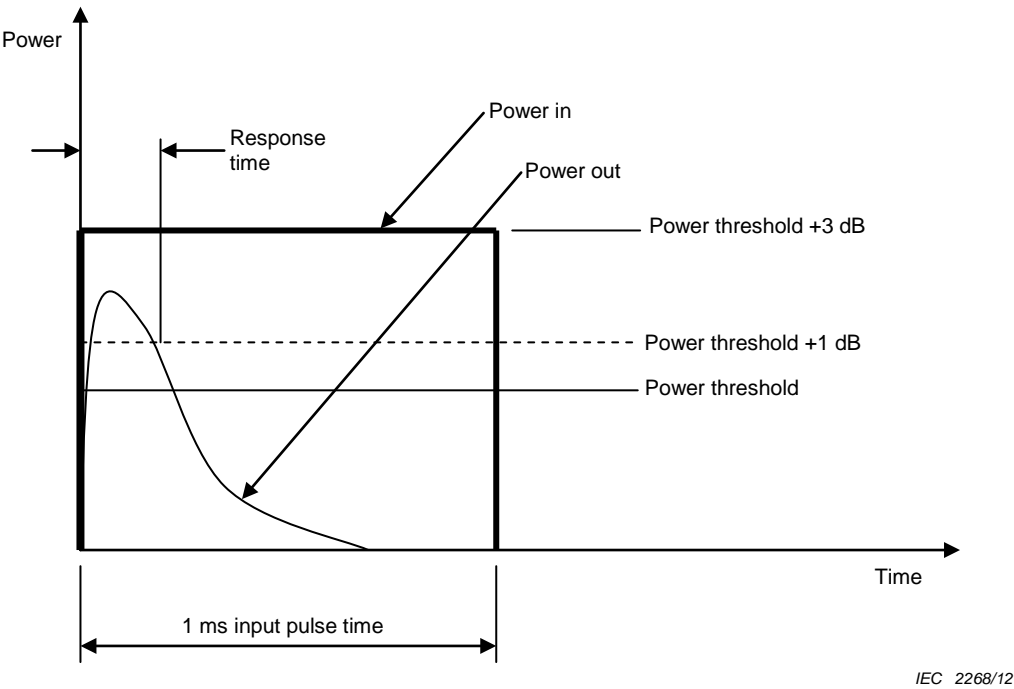 Power
Power in
Response
time
Power out
Power threshold +3 dB
Power threshold +1 dB
Power threshold
Time
1 ms input pulse time
IEC 2268/12